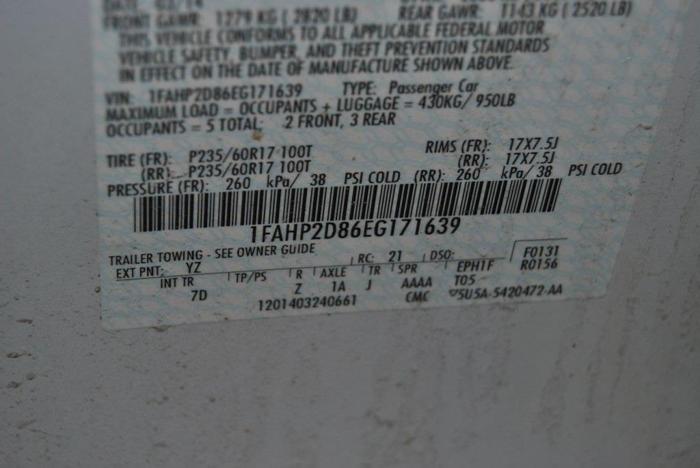 DATE 03/14
FRONT GAWR: 1279 KG ( 2820 LB) REAR GAWR: 1143 KG ( 2520 LB)
THIS VEHICLE CONFORMS TO ALL APPLICABLE FEDERAL MOTOR
VEHICLE SAFETY, BUMPER, AND THEFT PREVENTION STANDARDS
IN EFFECT ON THE DATE OF MANUFACTURE SHOWN ABOVE.
VIN: 1FAHP2D86EG171639 TYPE: Passenger Car
MAXIMUM LOAD = OCCUPANTS + LUGGAGE = 430KG/ 950LB
OCCUPANTS = 5 TOTAL: 2 FRONT, 3 REAR
TIRE (FR): P235/60R17 100T RIMS (FR): 17X7.5J
(RR): P235/60R17 100T (RR): 17X7.5J
PRESSURE (FR): 260 kPa/ 38 PSI COLD (RR): 260 kPa/ 38 PSI COLD
1FAHP2D86EG171639
TRAILER TOWING - SEE OWNER GUIDE
EXT PNT: YZ RC: 21 DSO: F0131
INT TR TP/PS R AXLE TR SPR EPH1F R0156
7D Z 1A J AAAA T05
1201403240661 CMC 5U5A-5420472-AA